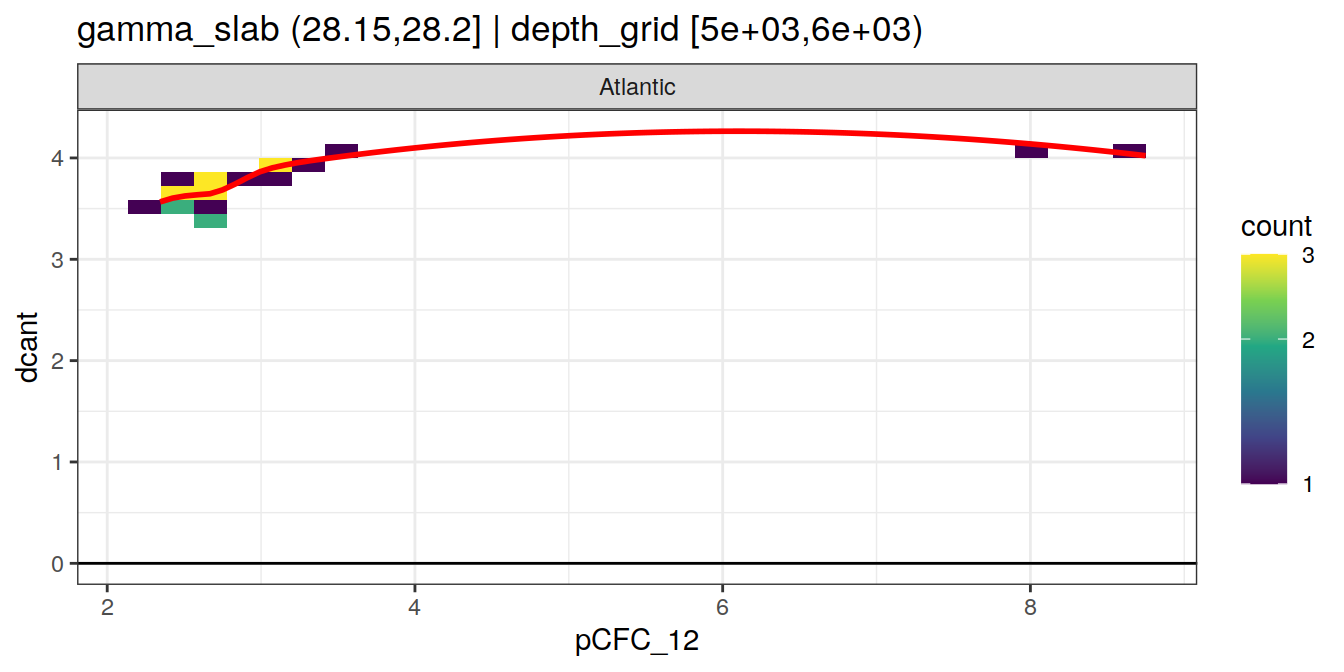 gamma_slab (28.15,28.2] | depth_grid [5e+03,6e+03)
Atlantic
4
3
2
1
0
dcant
2 4 6 8
pCFC_12
count
3
2
1